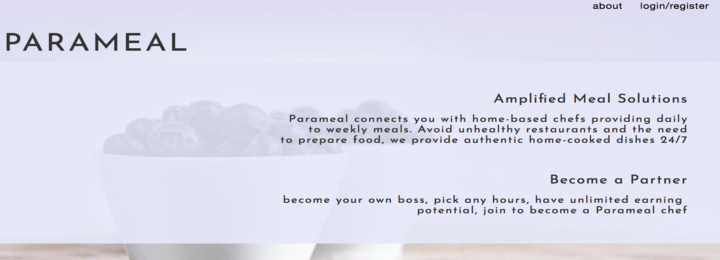 about login/register
PARAMEAL
Amplified Meal Solutions
Parameal connects you with home-based chefs providing daily
to weekly meals. Avoid unhealthy restaurants and the need
to prepare food, we provide authentic home-cooked dishes 24/7
Become a Partner
become your own boss, pick any hours, have unlimited earning
potential, join to become a Parameal chef